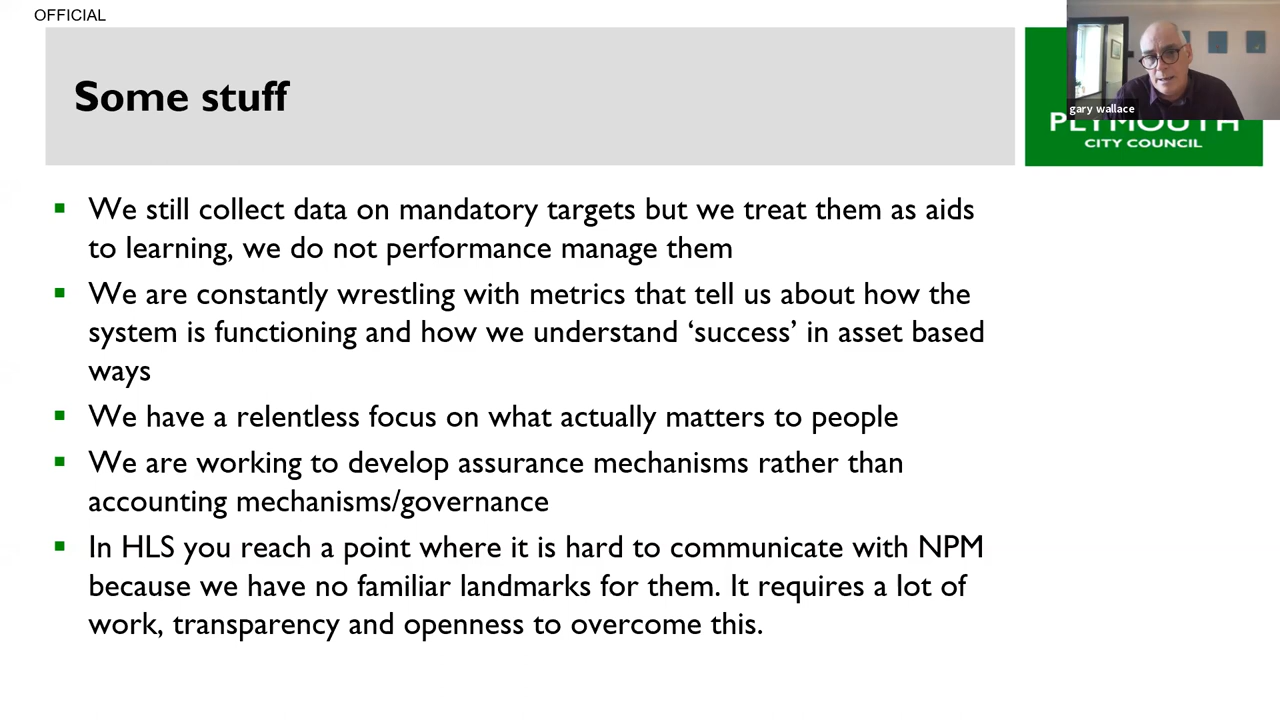 OFFICIAL
Some stuff
gary wallace
PLYMOUTH
CITY COUNCIL
We still collect data on mandatory targets but we treat them as aids
to learning, we do not performance manage them
We are constantly wrestling with metrics that tell us about how the
system is functioning and how we understand ‘success’ in asset based
ways
We have a relentless focus on what actually matters to people
We are working to develop assurance mechanisms rather than
accounting mechanisms/governance
In HLS you reach a point where it is hard to communicate with NPM
because we have no familiar landmarks for them. It requires a lot of
work, transparency and openness to overcome this.